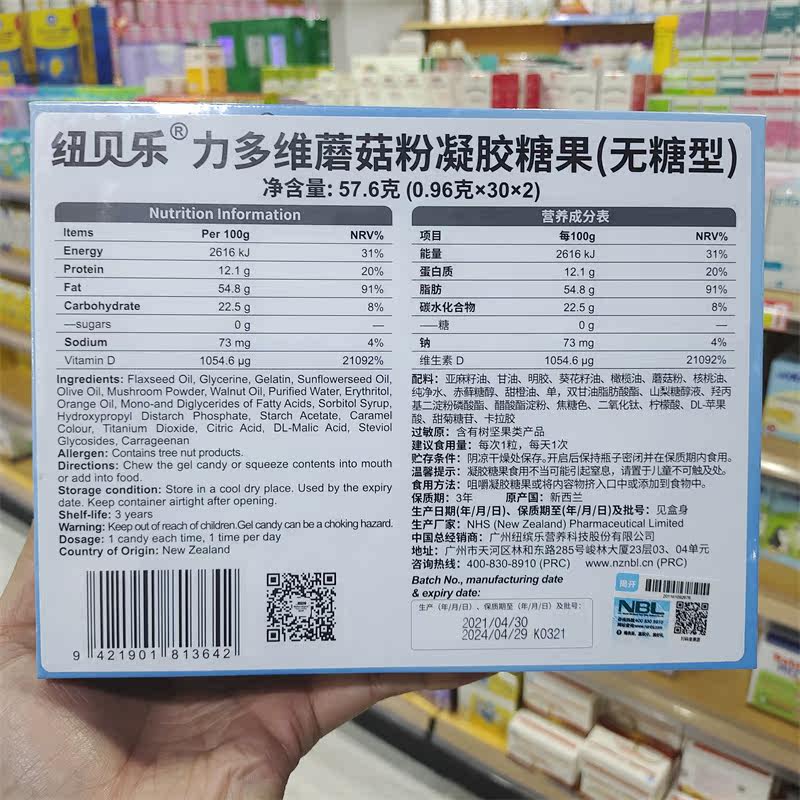 纽贝乐® 力多维蘑菇粉凝胶糖果(无糖型)
净含量: 57.6克 (0.96克×30×2)
Nutrition Information
Items Per 100g NRV%
Energy 2616 kJ 31%
Protein 12.1 g 20%
Fat 54.8 g 91%
Carbohydrate 22.5 g 8%
—sugars 0 g —
Sodium 73 mg 4%
Vitamin D 1054.6 µg 21092%
Ingredients: Flaxseed Oil, Glycerine, Gelatin, Sunflowerseed Oil,
Olive Oil, Mushroom Powder, Walnut Oil, Purified Water, Erythritol,
Orange Oil, Mono-and Diglycerides of Fatty Acids, Sorbitol Syrup,
Hydroxypropyl Distarch Phosphate, Starch Acetate, Caramel
Colour, Titanium Dioxide, Citric Acid, DL-Malic Acid, Steviol
Glycosides, Carrageenan
Allergen: Contains tree nut products.
Directions: Chew the gel candy or squeeze contents into mouth
or add into food.
Storage condition: Store in a cool dry place. Used by the expiry
date. Keep container airtight after opening.
Shelf-life: 3 years
Warning: Keep out of reach of children.Gel candy can be a choking hazard.
Dosage: 1 candy each time, 1 time per day
Country of Origin: New Zealand
9 421901 813642
营养成分表
项目 每100g NRV%
能量 2616 kJ 31%
蛋白质 12.1 g 20%
脂肪 54.8 g 91%
碳水化合物 22.5 g 8%
——糖 0 g —
钠 73 mg 4%
维生素 D 1054.6 µg 21092%
配料: 亚麻籽油、甘油、明胶、葵花籽油、橄榄油、蘑菇粉、核桃油、
纯净水、赤藓糖醇、甜橙油、单，双甘油脂肪酸酯、山梨糖醇液、羟丙
基二淀粉磷酸酯、醋酸酯淀粉、焦糖色、二氧化钛、柠檬酸、DL-苹果
酸、甜菊糖苷、卡拉胶
过敏原: 含有树坚果类产品
建议食用量: 每次1粒，每天1次
贮存条件: 阴凉干燥处保存。开启后保持瓶子密闭并在保质期内食用。
温馨提示: 凝胶糖果食用不当可能引起窒息，请置于儿童不可触及处。
食用方法: 咀嚼凝胶糖果或将内容物挤入口中或添加到食物中。
保质期: 3年 原产国: 新西兰
生产日期(年/月/日)、保质期至(年/月/日)及批号: 见盒身
生产厂家: NHS (New Zealand) Pharmaceutical Limited
中国总经销商: 广州纽缤乐营养科技股份有限公司
地址: 广州市天河区林和东路285号峻林大厦23层03、04单元
咨询热线: 400-830-8910 (PRC) www.nznbl.cn (PRC)
Batch No., manufacturing date
& expiry date:
生产（年/月/日）、保质期至（年/月/日）及批号:
2021/04/30
2024/04/29 K0321
揭开
NBL